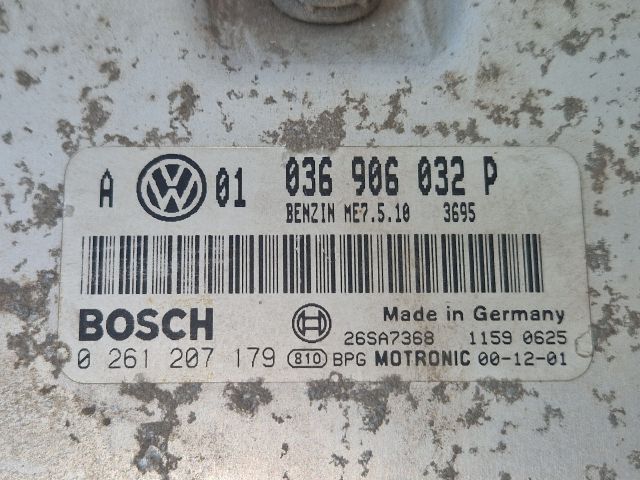 A VW 01 036 906 032 P
BENZIN ME7.5.10 3695
BOSCH Made in Germany
26SA7368 1159 0625
0 261 207 179 810 BPG MOTRONIC 00-12-01